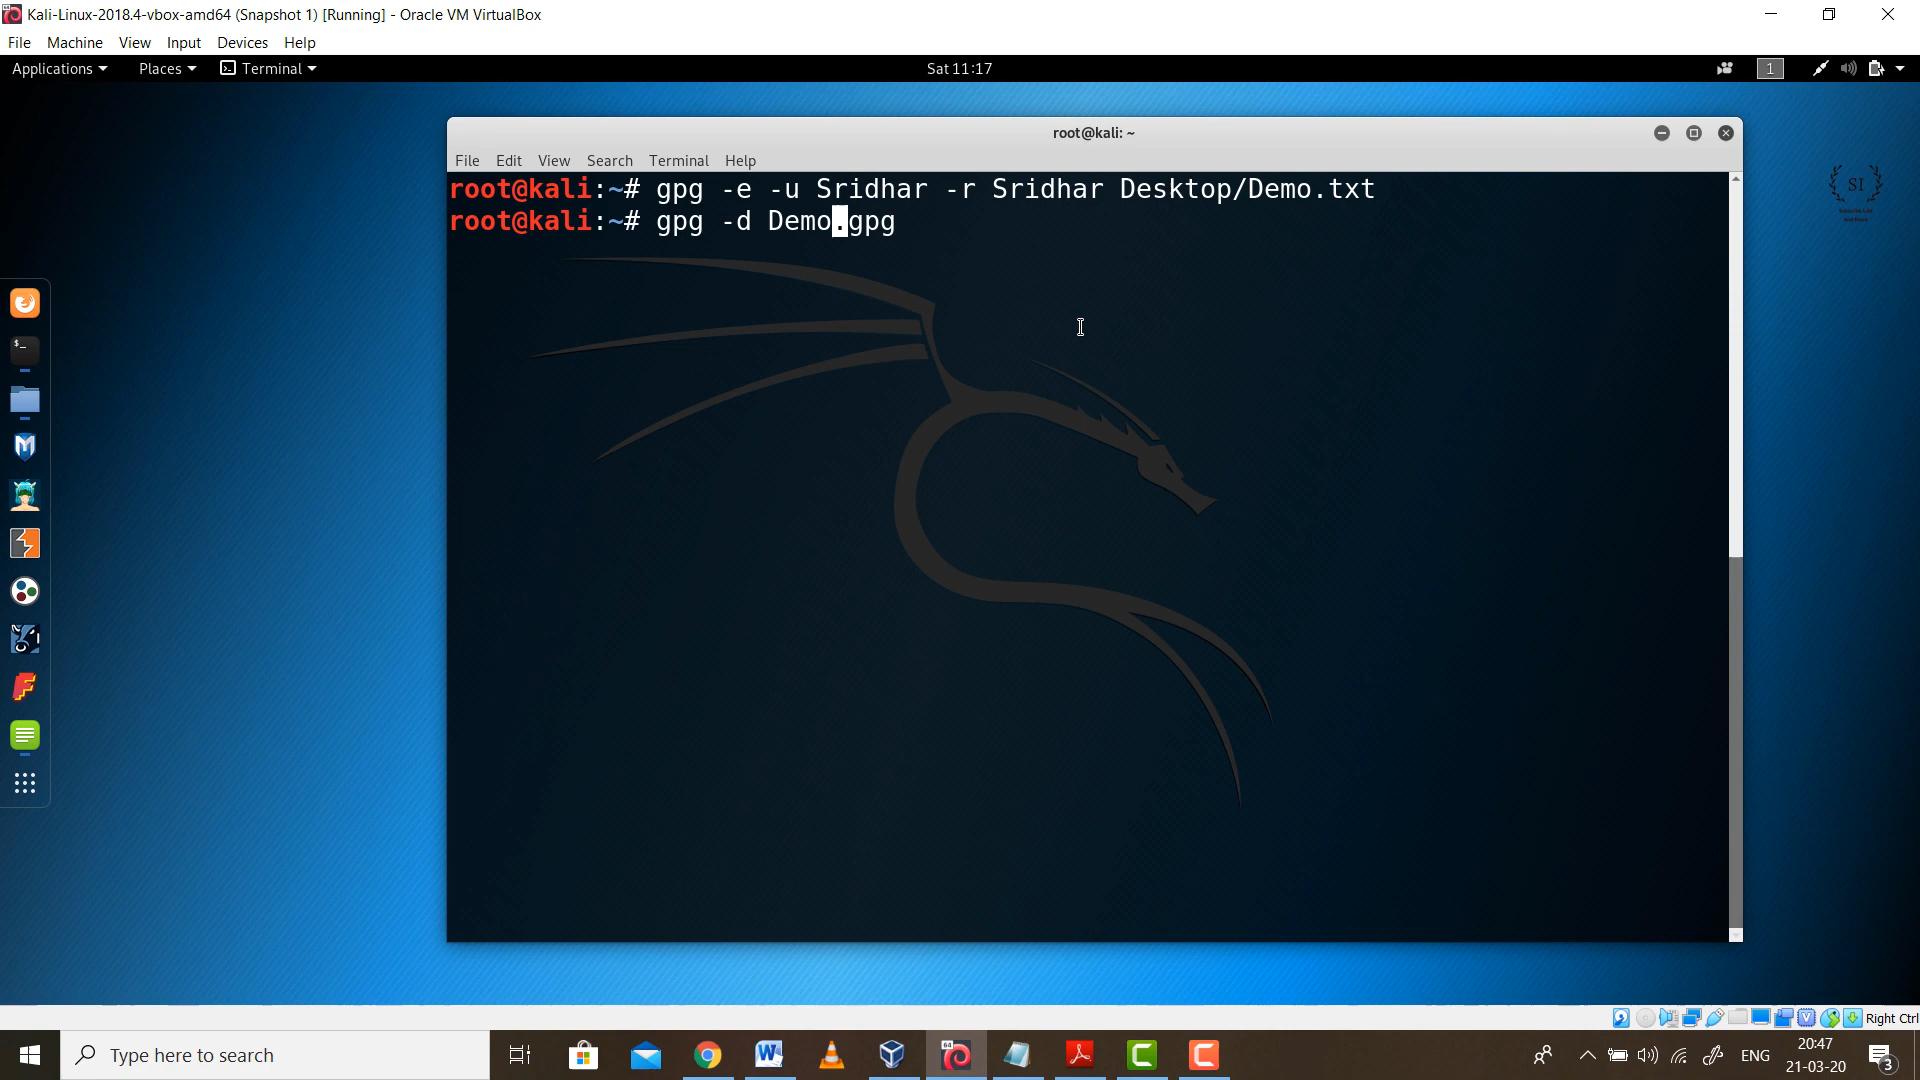 Kali-Linux-2018.4-vbox-amd64 (Snapshot 1) [Running] - Oracle VM VirtualBox
File Machine View Input Devices Help
Applications Places Terminal Sat 11:17 1
root@kali: ~
File Edit View Search Terminal Help
root@kali:~# gpg -e -u Sridhar -r Sridhar Desktop/Demo.txt
root@kali:~# gpg -d Demo.gpg
SI
Right Ctrl
Type here to search
ENG
20:47
21-03-20
3